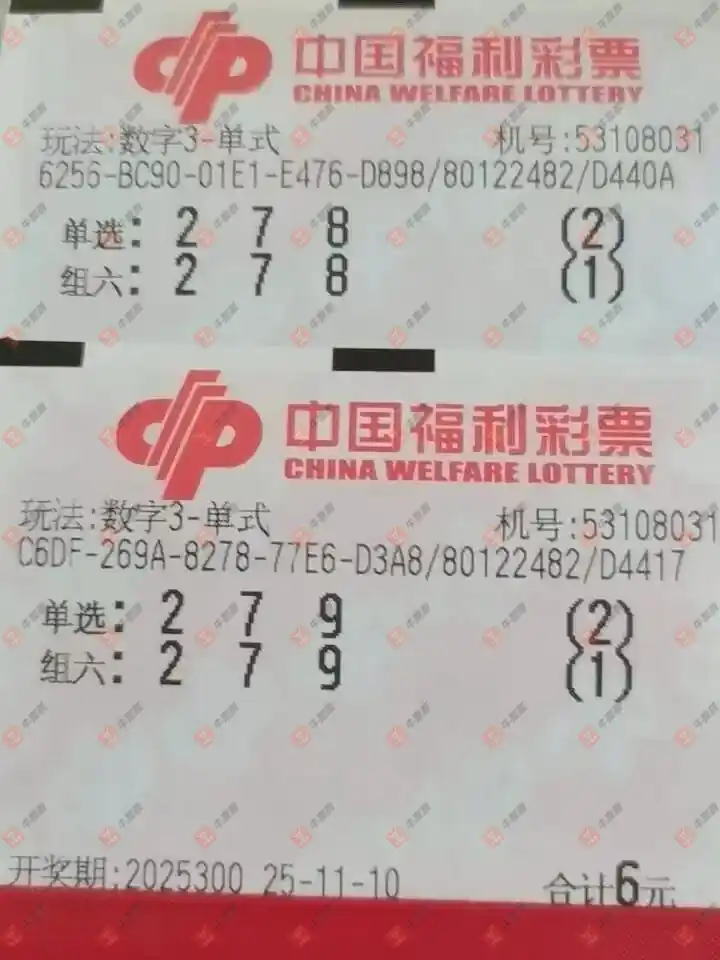 中国福利彩票
CHINA WELFARE LOTTERY
玩法:数字3-单式 机号:53108031
6256-BC90-01E1-E476-D898/80122482/D440A
单选: 2 7 8 (2)
组六: 2 7 8 (1)
中国福利彩票
CHINA WELFARE LOTTERY
玩法:数字3-单式 机号:53108031
C6DF-269A-8278-77E6-D3A8/80122482/D4417
单选: 2 7 9 (2)
组六: 2 7 9 (1)
开奖期:2025300 25-11-10 合计6元